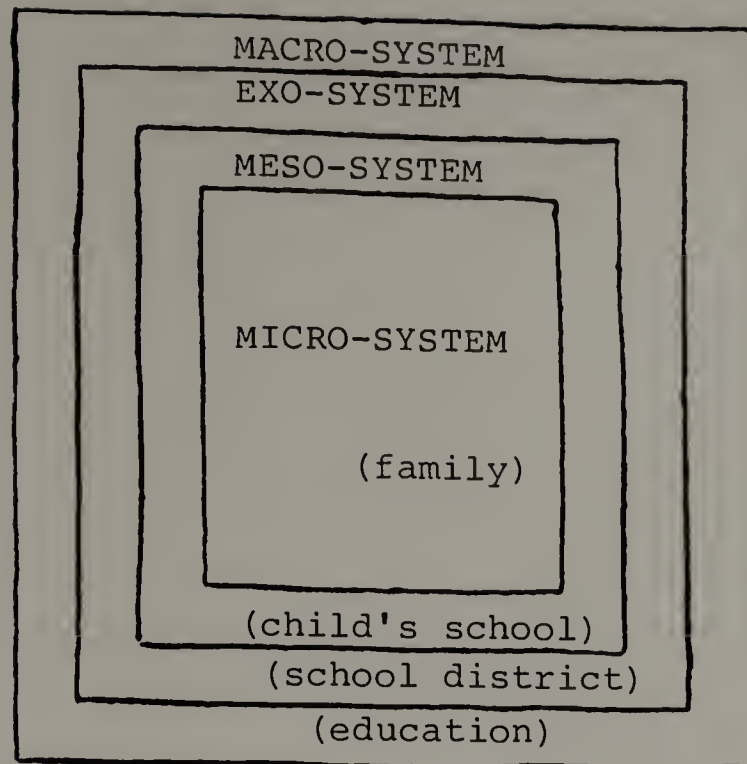 MACRO-SYSTEM
EXO-SYSTEM
MESO-SYSTEM
MICRO-SYSTEM
(family)
(child's school)
(school district)
(education)